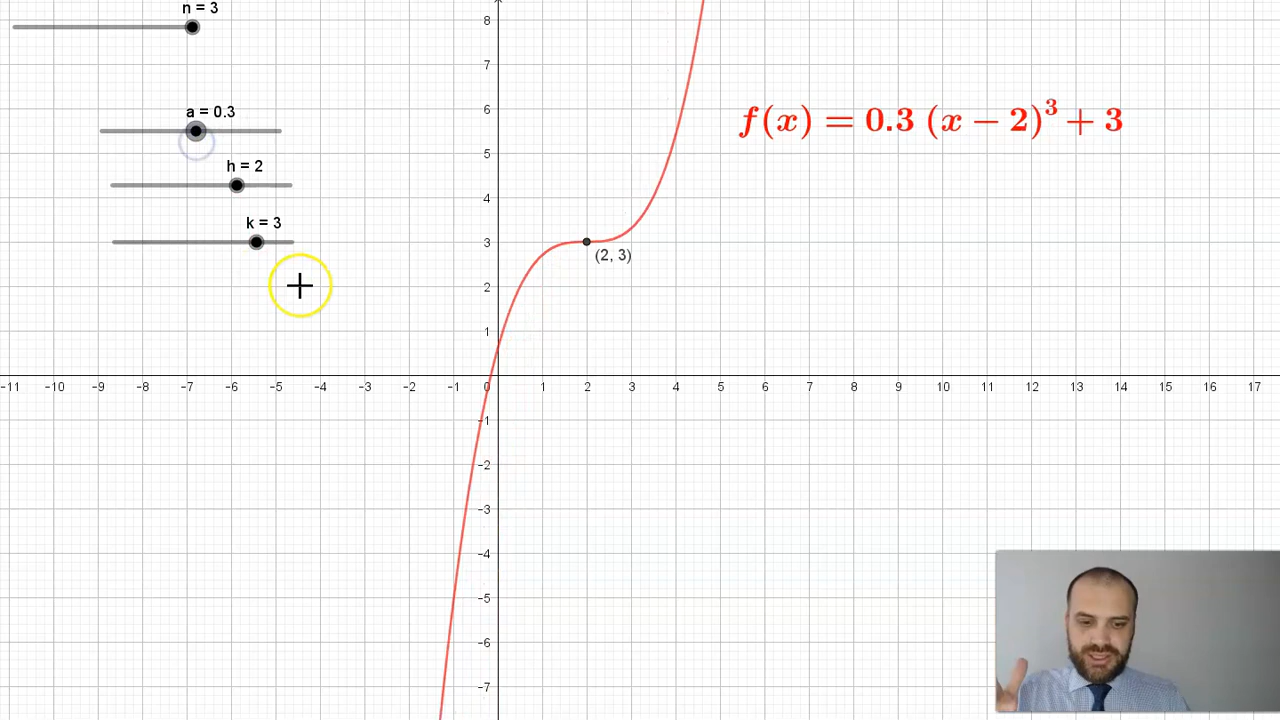 n = 3
a = 0.3
h = 2
k = 3
f(x) = 0.3 (x − 2)³ + 3
(2, 3)
8
7
6
5
4
3
2
1
-11 -10 -9 -8 -7 -6 -5 -4 -3 -2 -1 0 1 2 3 4 5 6 7 8 9 10 11 12 13 14 15 16 17
-1
-2
-3
-4
-5
-6
-7